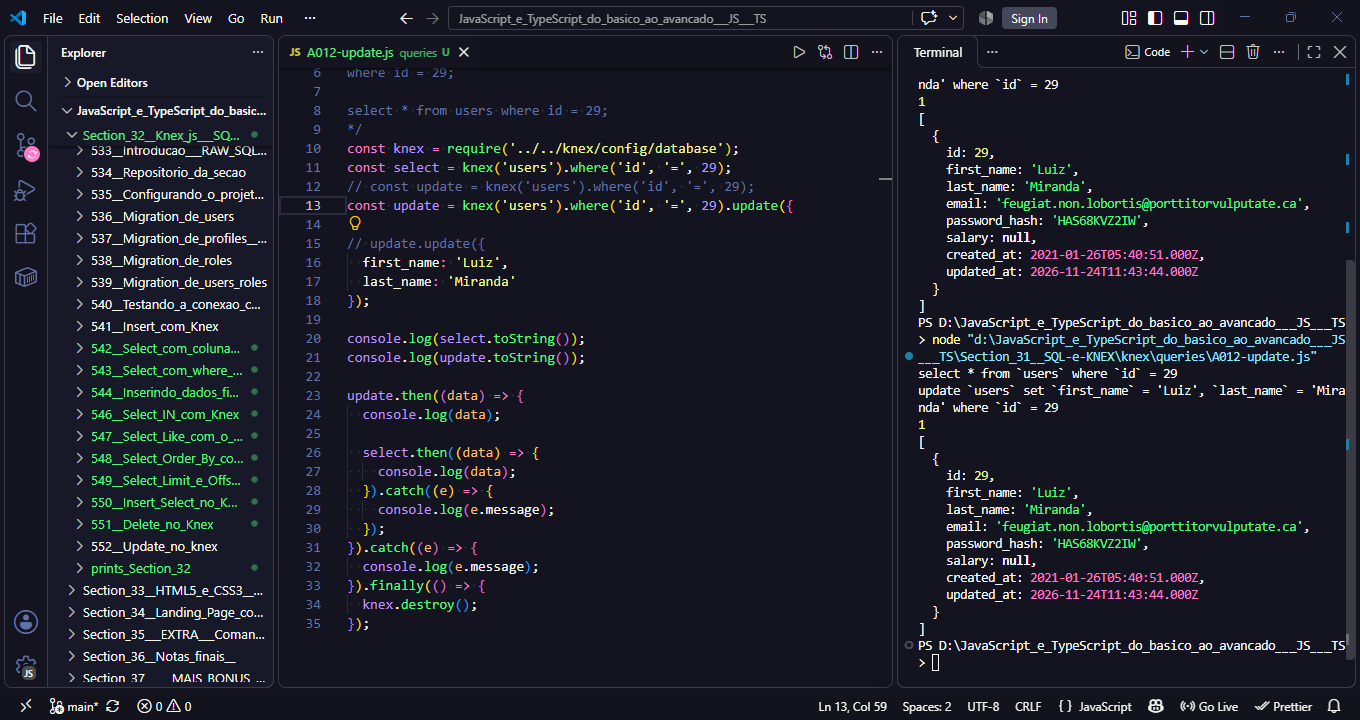 File Edit Selection View Go Run ··· JavaScript_e_TypeScript_do_basico_ao_avancado___JS___TS Sign In
Explorer ···
Open Editors
JavaScript_e_TypeScript_do_basic...
Section_32__Knex_js___SQ...
533__Introducao___RAW_SQL...
534__Repositorio_da_secao
535__Configurando_o_projet...
536__Migration_de_users
537__Migration_de_profiles__...
538__Migration_de_roles
539__Migration_de_users_roles
540__Testando_a_conexao_c...
541__Insert_com_Knex
542__Select_com_coluna...
543__Select_com_where_...
544__Inserindo_dados_fi...
546__Select_IN_com_Knex
547__Select_Like_com_o_...
548__Select_Order_By_co...
549__Select_Limit_e_Offs...
550__Insert_Select_no_K...
551__Delete_no_Knex
552__Update_no_knex
prints_Section_32
Section_33__HTML5_e_CSS3__...
Section_34__Landing_Page_co...
Section_35___EXTRA___Coman...
Section_36__Notas_finais__
Section_37____MAIS_BONUS_...
JS A012-update.js queries U
6 where id = 29;
7
8 select * from users where id = 29;
9 */
10 const knex = require('../../knex/config/database');
11 const select = knex('users').where('id', '=', 29);
12 // const update = knex('users').where('id', '=', 29);
13 const update = knex('users').where('id', '=', 29).update({
14
15 // update.update({
16 first_name: 'Luiz',
17 last_name: 'Miranda'
18 });
19
20 console.log(select.toString());
21 console.log(update.toString());
22
23 update.then((data) => {
24 console.log(data);
25
26 select.then((data) => {
27 console.log(data);
28 }).catch((e) => {
29 console.log(e.message);
30 });
31 }).catch((e) => {
32 console.log(e.message);
33 }).finally(() => {
34 knex.destroy();
35 });
Terminal ··· Code ···
nda' where `id` = 29
1
[
{
id: 29,
first_name: 'Luiz',
last_name: 'Miranda',
email: 'feugiat.non.lobortis@porttitorvulputate.ca',
password_hash: 'HAS68KVZ2IW',
salary: null,
created_at: 2021-01-26T05:40:51.000Z,
updated_at: 2026-11-24T11:43:44.000Z
}
]
PS D:\JavaScript_e_TypeScript_do_basico_ao_avancado___JS___TS
> node "d:\JavaScript_e_TypeScript_do_basico_ao_avancado___JS
___TS\Section_31__SQL-e-KNEX\knex\queries\A012-update.js"
select * from `users` where `id` = 29
update `users` set `first_name` = 'Luiz', `last_name` = 'Mira
nda' where `id` = 29
1
[
{
id: 29,
first_name: 'Luiz',
last_name: 'Miranda',
email: 'feugiat.non.lobortis@porttitorvulputate.ca',
password_hash: 'HAS68KVZ2IW',
salary: null,
created_at: 2021-01-26T05:40:51.000Z,
updated_at: 2026-11-24T11:43:44.000Z
}
]
PS D:\JavaScript_e_TypeScript_do_basico_ao_avancado___JS___TS
>
main* 0 0 Ln 13, Col 59 Spaces: 2 UTF-8 CRLF { } JavaScript Go Live Prettier